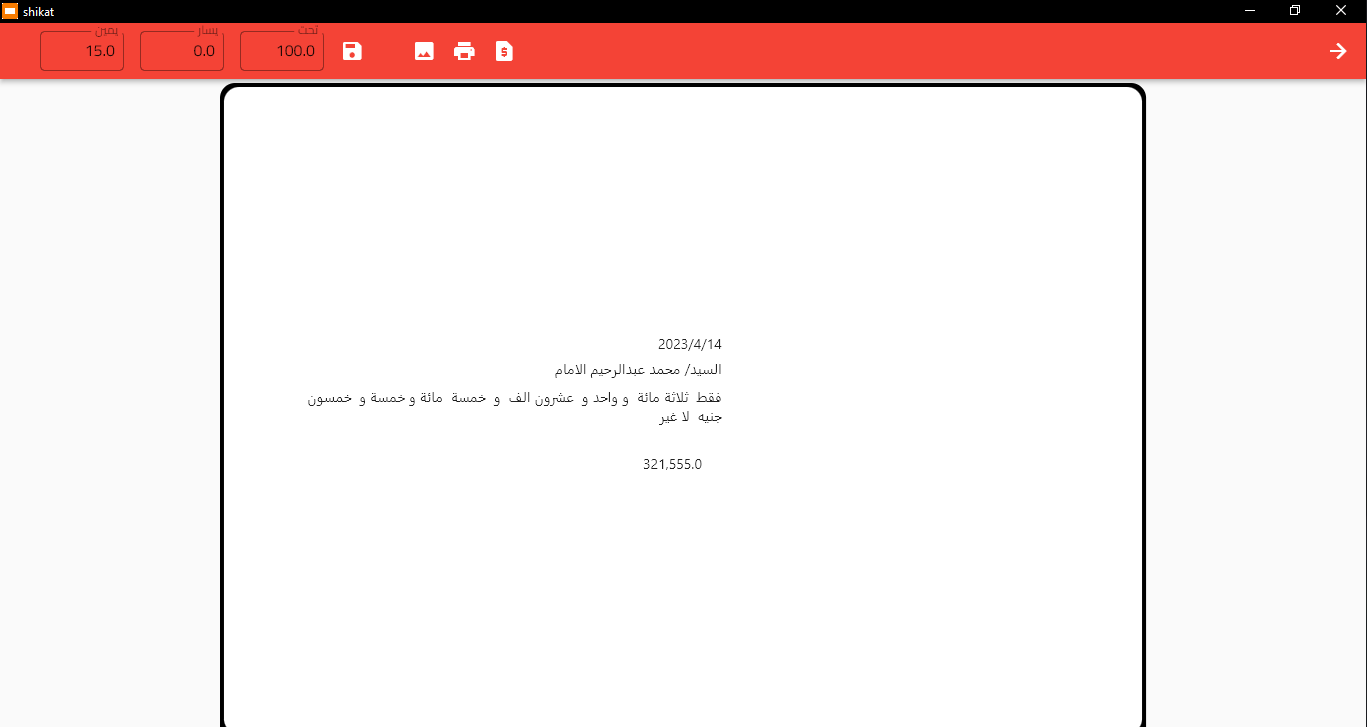 shikat
يمين
يسار
تحت
15.0
0.0
100.0
2023/4/14
السيد/ محمد عبدالرحيم الامام
فقط ثلاثة مائة و واحد و عشرون الف و خمسة مائة و خمسة و خمسون
جنيه لا غير
321,555.0